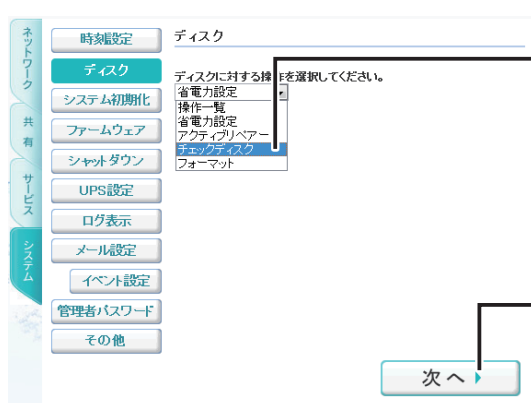 ネットワーク
共有
サービス
システム
時刻設定
ディスク
システム初期化
ファームウェア
シャットダウン
UPS設定
ログ表示
メール設定
イベント設定
管理者パスワード
その他
ディスク
ディスクに対する操作を選択してください。
省電力設定
操作一覧
省電力設定
アクティブリペアー
チェックディスク
フォーマット
次へ